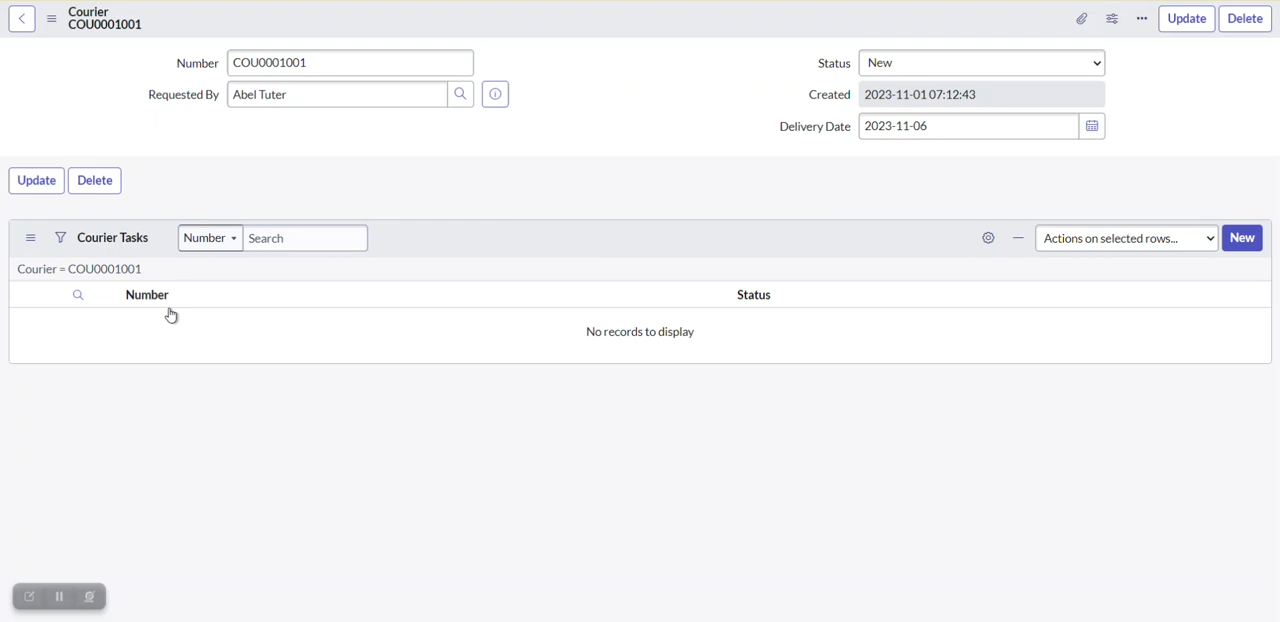 Courier
COU0001001
Update
Delete
Number
COU0001001
Status
New
Requested By
Abel Tuter
Created
2023-11-01 07:12:43
Delivery Date
2023-11-06
Update
Delete
Courier Tasks
Number
Search
Actions on selected rows...
New
Courier = COU0001001
Number
Status
No records to display